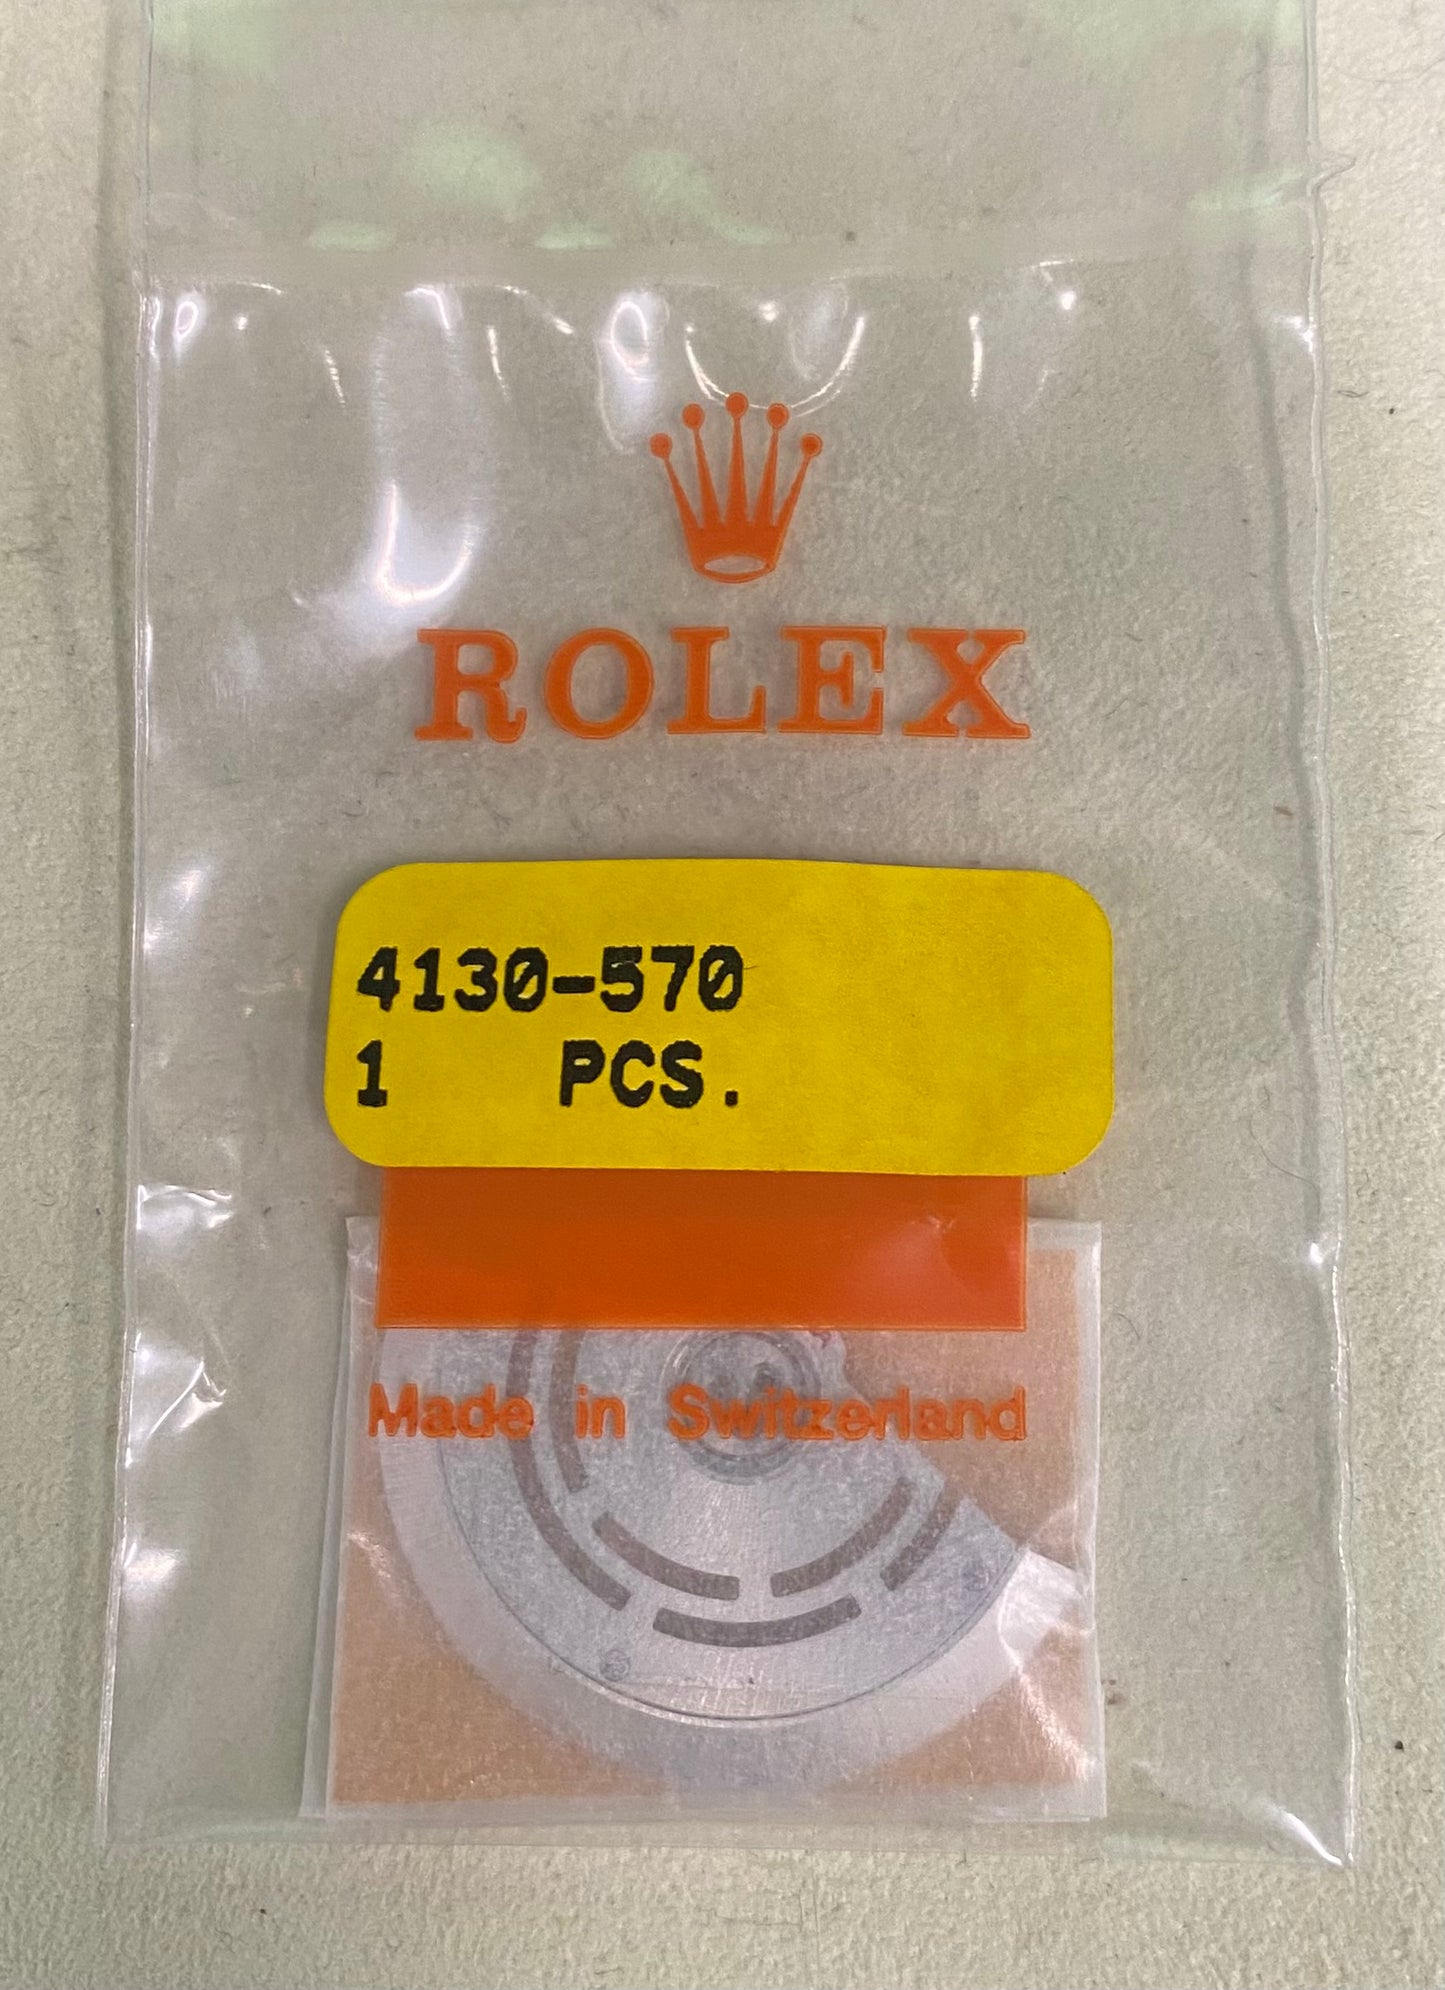 ROLEX
4130-570
1 PCS.
Made in Switzerland